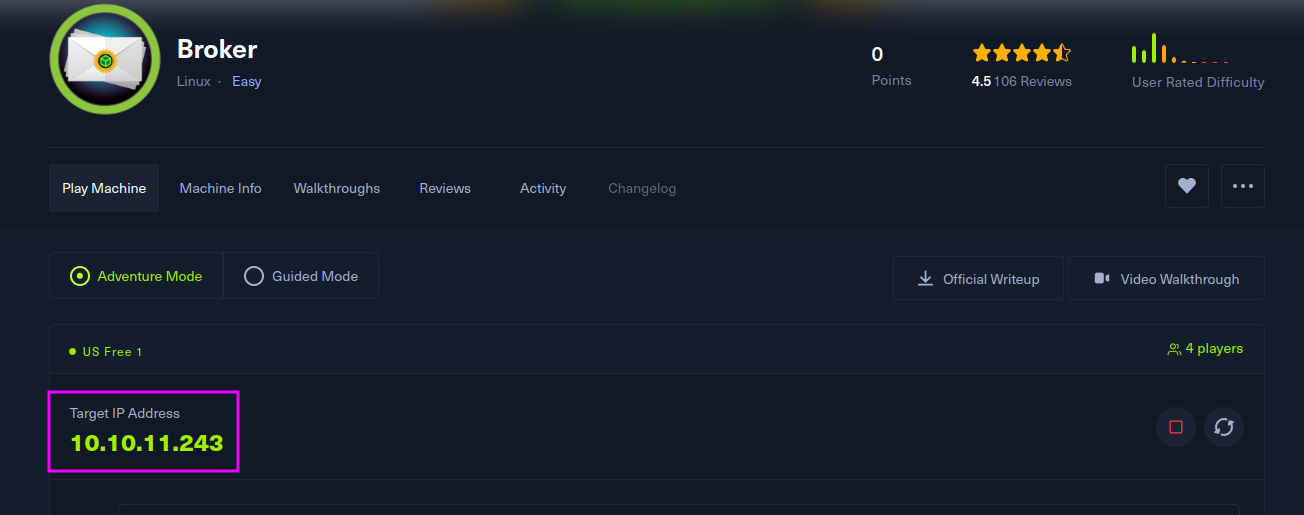 Broker
Linux · Easy
0
Points
4.5 106 Reviews
User Rated Difficulty
Play Machine
Machine Info
Walkthroughs
Reviews
Activity
Changelog
Adventure Mode
Guided Mode
Official Writeup
Video Walkthrough
US Free 1
4 players
Target IP Address
10.10.11.243